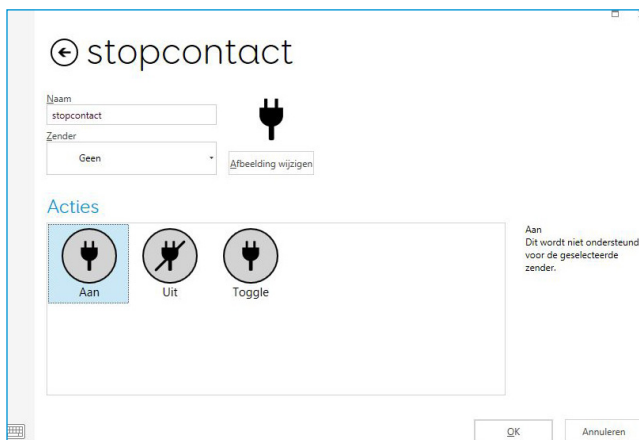 stopcontact
Naam
stopcontact
Zender
Geen
Afbeelding wijzigen
Acties
Aan
Uit
Toggle
Aan
Dit wordt niet ondersteund
voor de geselecteerde
zender.
OK
Annuleren